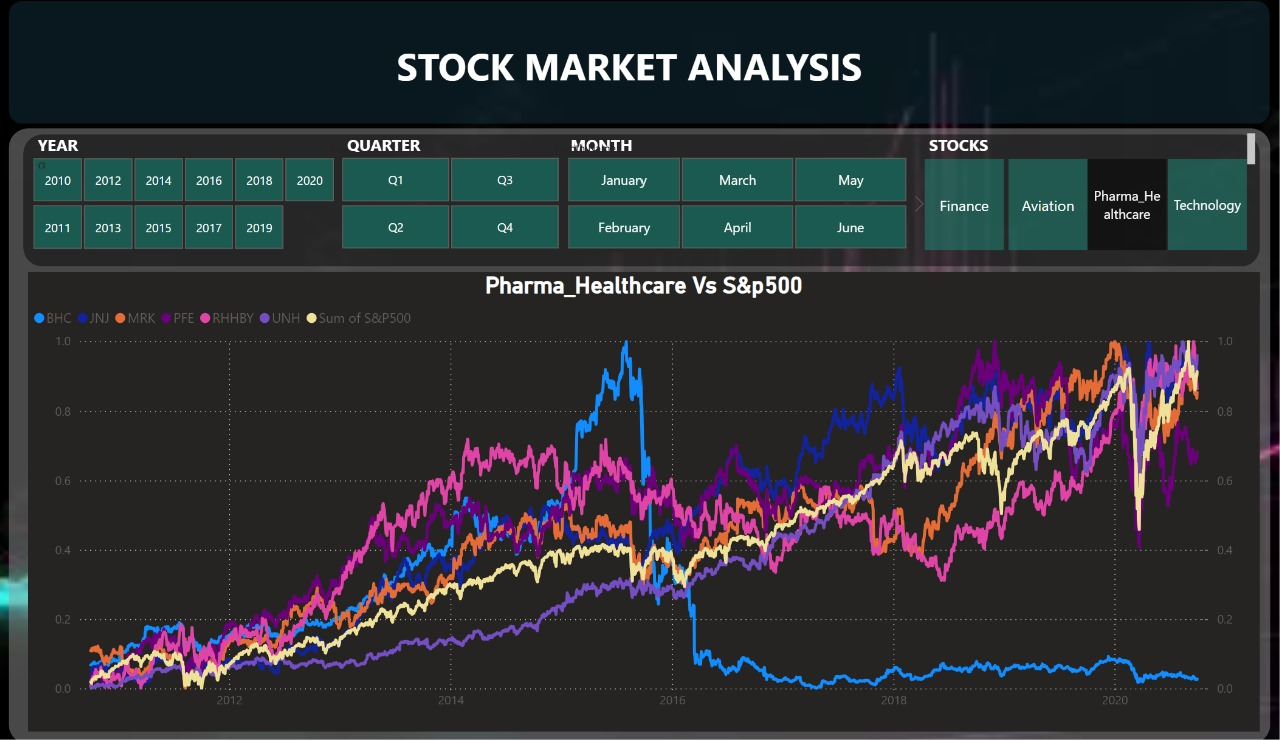 STOCK MARKET ANALYSIS
YEAR QUARTER MONTH STOCKS
2010 2012 2014 2016 2018 2020 Q1 Q3 January March May
Finance Aviation Pharma_He
althcare Technology
2011 2013 2015 2017 2019 Q2 Q4 February April June
Pharma_Healthcare Vs S&p500
BHC JNJ MRK PFE RHHBY UNH Sum of S&P500
1.0 1.0
0.8 0.8
0.6 0.6
0.4 0.4
0.2 0.2
0.0 0.0
2012 2014 2016 2018 2020